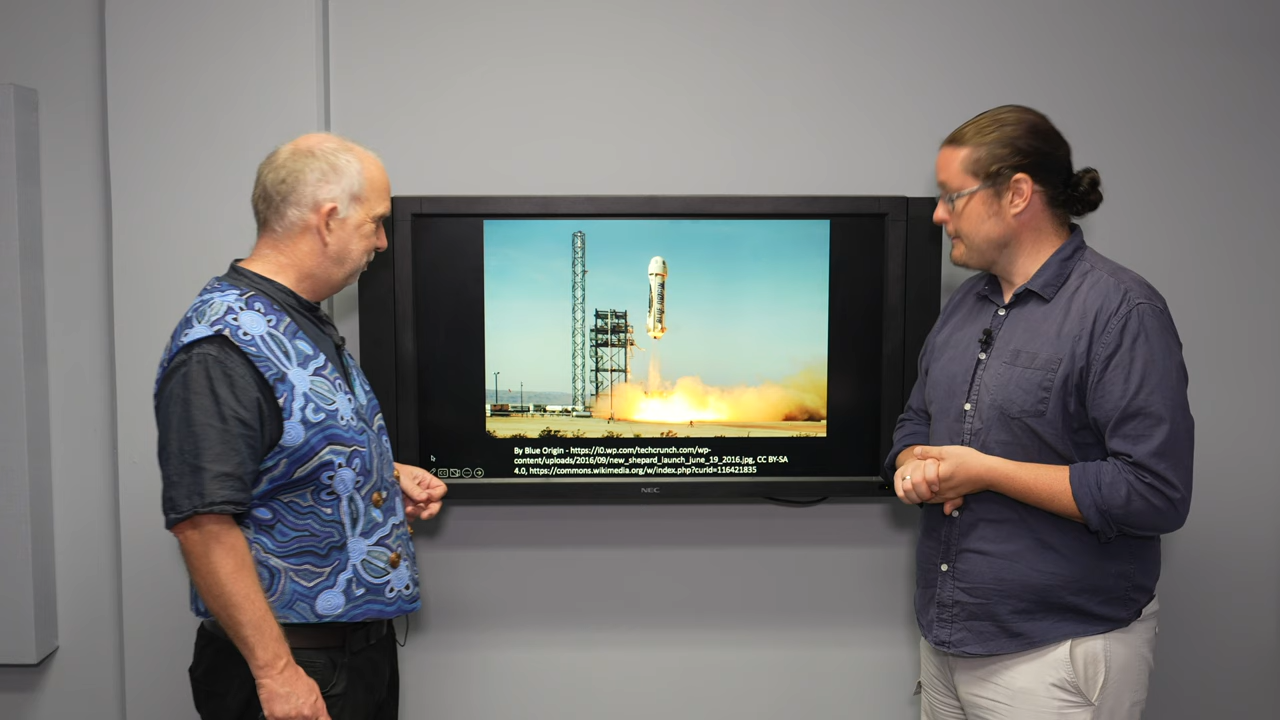 By Blue Origin - https://i0.wp.com/techcrunch.com/wp-
content/uploads/2016/09/new_shepard_launch_june_19_2016.jpg, CC BY-SA
4.0, https://commons.wikimedia.org/w/index.php?curid=116421835
NEC